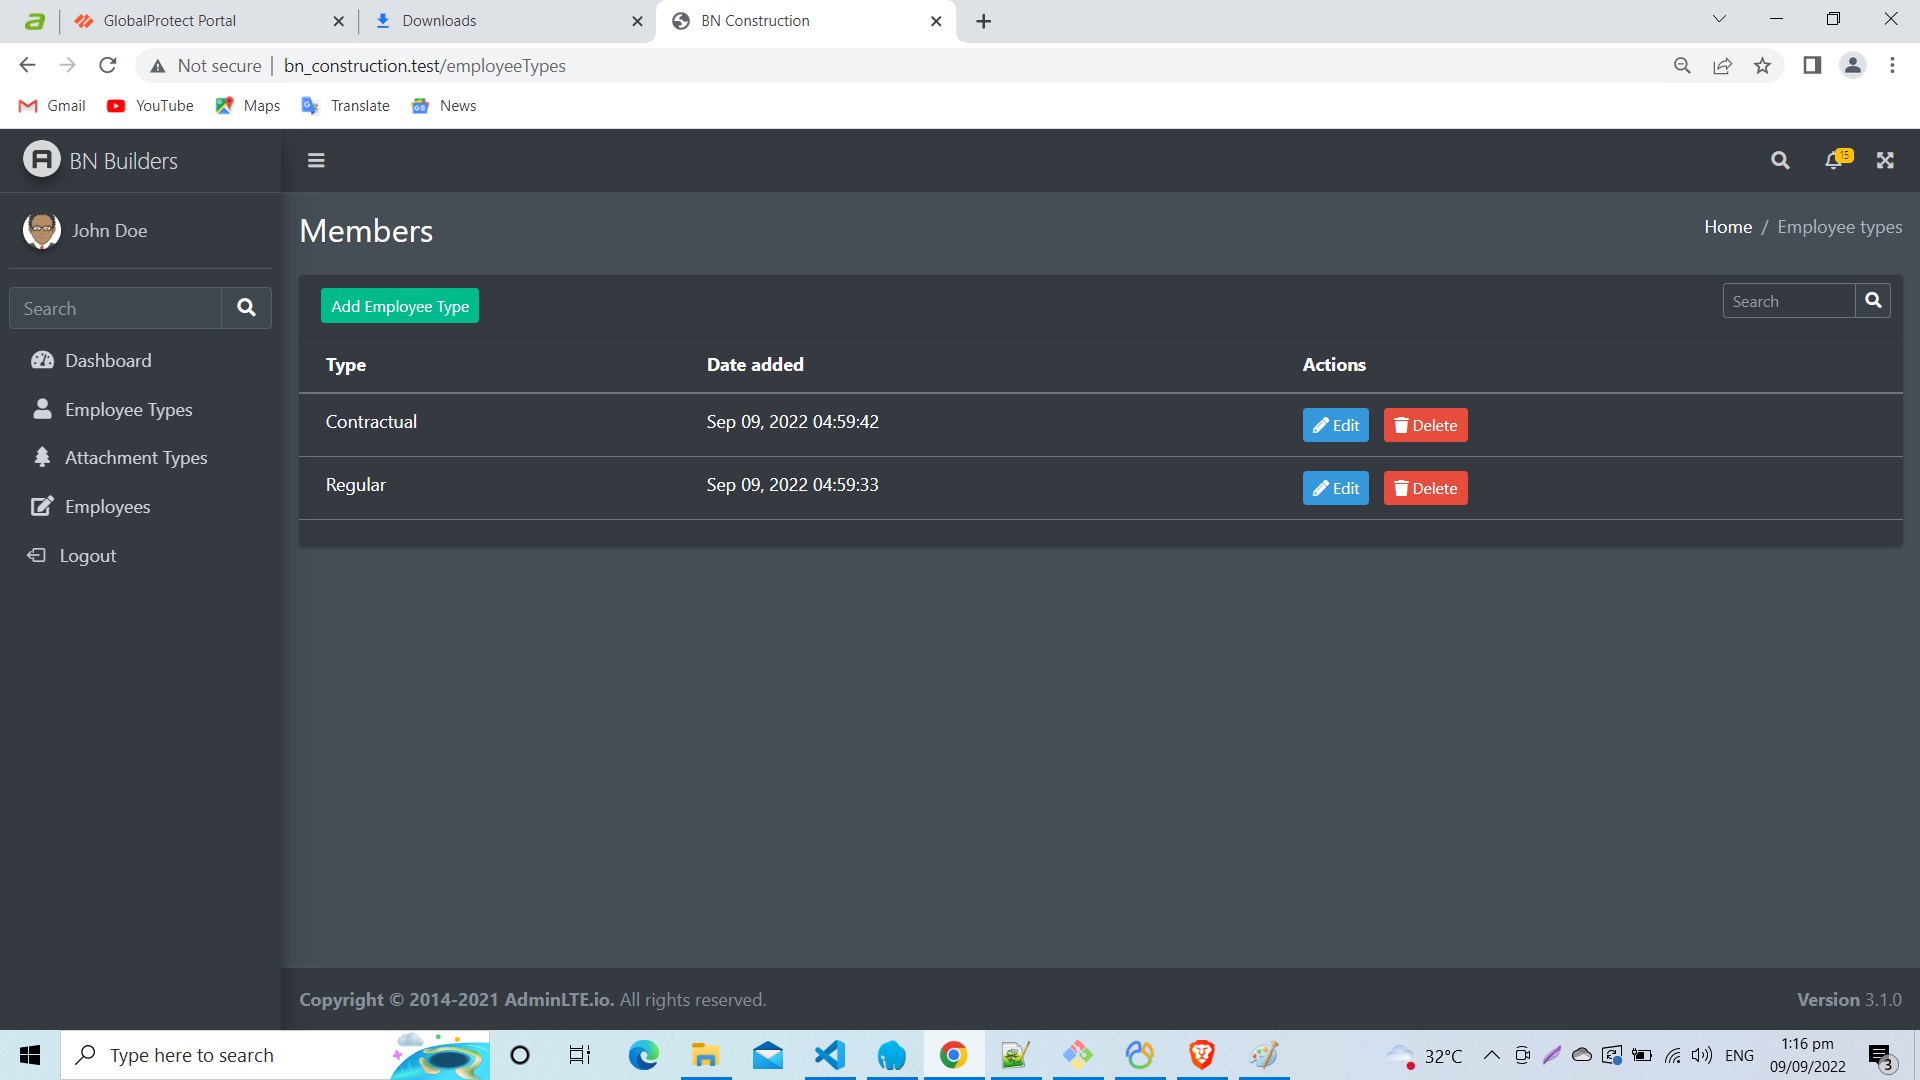 GlobalProtect Portal
Downloads
BN Construction
Not secure
bn_construction.test/employeeTypes
Gmail
YouTube
Maps
Translate
News
BN Builders
15
John Doe
Members
Home / Employee types
Search
Add Employee Type
Search
Dashboard
Employee Types
Attachment Types
Employees
Logout
Type Date added Actions
Contractual Sep 09, 2022 04:59:42 Edit Delete
Regular Sep 09, 2022 04:59:33 Edit Delete
Copyright © 2014-2021 AdminLTE.io. All rights reserved.
Version 3.1.0
Type here to search
32°C
ENG
1:16 pm
09/09/2022
3